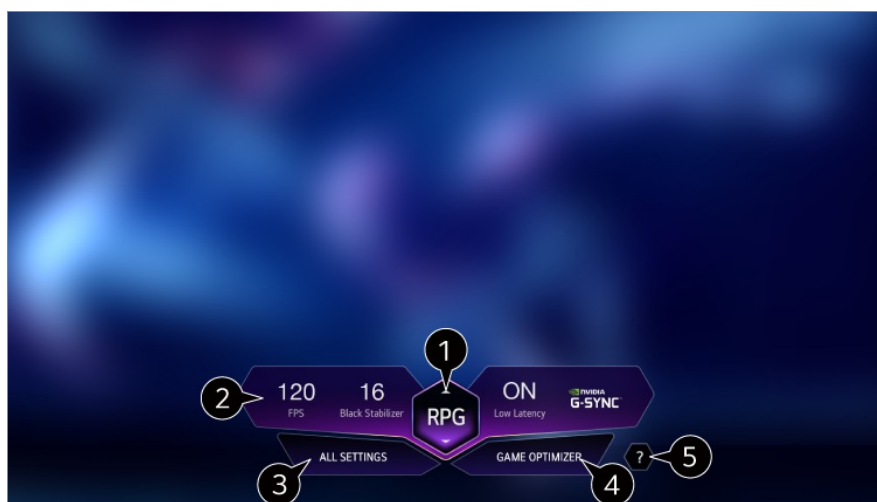 1
2
120
FPS
16
Black Stabilizer
RPG
ON
Low Latency
NVIDIA
G-SYNC
ALL SETTINGS
GAME OPTIMIZER
?
5
3
4